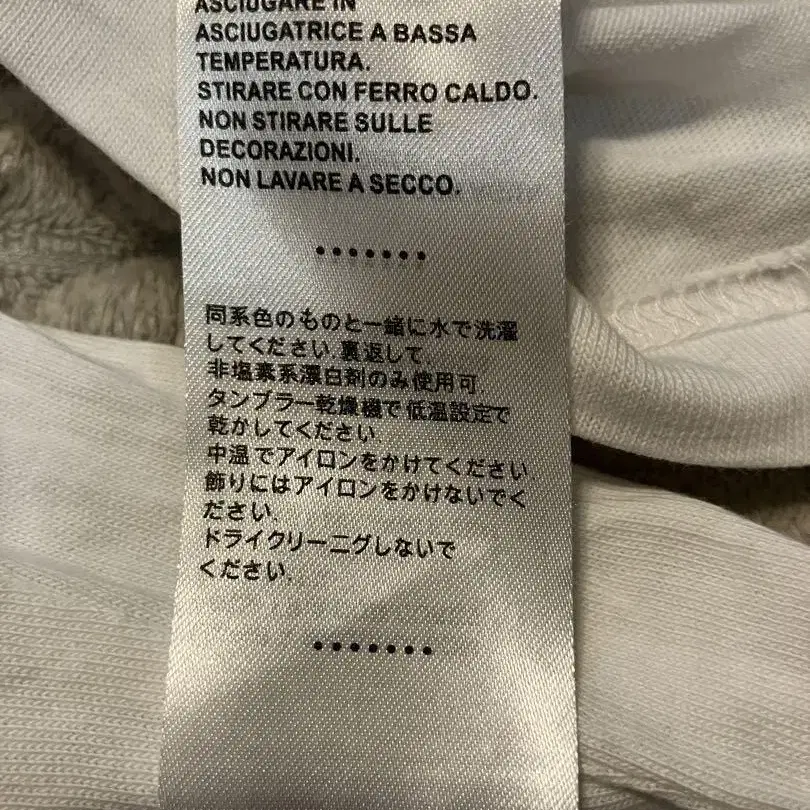 ASCIUGARE IN
ASCIUGATRICE A BASSA
TEMPERATURA.
STIRARE CON FERRO CALDO.
NON STIRARE SULLE
DECORAZIONI.
NON LAVARE A SECCO.
•••••••
同系色のものと一緒に水で洗濯
してください.裏返して.
非塩素系漂白剤のみ使用可.
タンブラー乾燥機で低温設定で
乾かしてください.
中温でアイロンをかけてください.
飾りにはアイロンをかけないでく
ださい.
ドライクリーニングしないで
ください.
•••••••